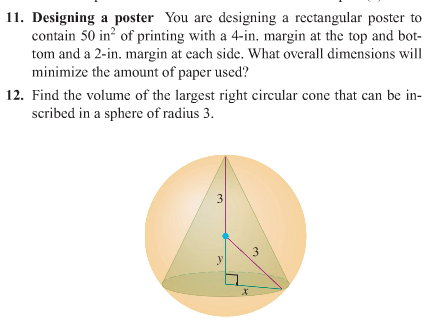 11. Designing a poster You are designing a rectangular poster to
contain 50 in² of printing with a 4-in. margin at the top and bot-
tom and a 2-in. margin at each side. What overall dimensions will
minimize the amount of paper used?
12. Find the volume of the largest right circular cone that can be in-
scribed in a sphere of radius 3.
3
3
y
x